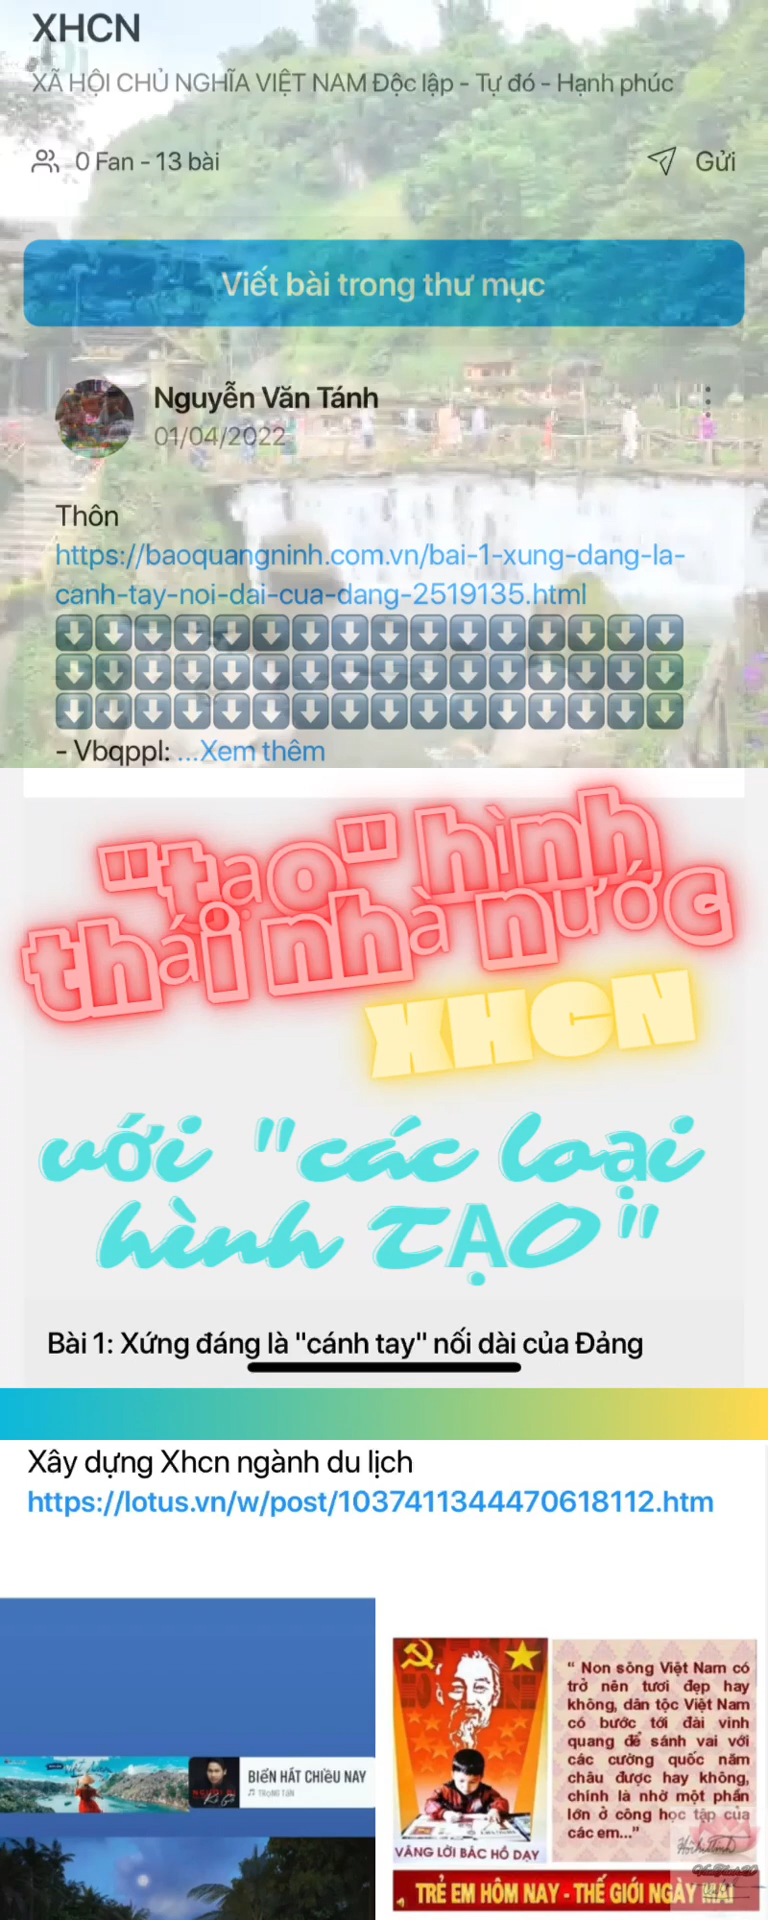 XHCN
XÃ HỘI CHỦ NGHĨA VIỆT NAM Độc lập - Tự đó - Hạnh phúc
0 Fan - 13 bài
Gửi
Viết bài trong thư mục
Nguyễn Văn Tánh
01/04/2022
Thôn
https://baoquangninh.com.vn/bai-1-xung-dang-la-
canh-tay-noi-dai-cua-dang-2519135.html
- Vbqppl: ...Xem thêm
"tạo" hình
thái nhà nước
XHCN
với "các loại
hình TẠO"
Bài 1: Xứng đáng là "cánh tay" nối dài của Đảng
Xây dựng Xhcn ngành du lịch
https://lotus.vn/w/post/1037411344470618112.htm
BIểN HÁT CHIềU NAY
TRỌNG TấN
“ Non sông Việt Nam có
trở nên tươi đẹp hay
không, dân tộc Việt Nam
có bước tới đài vinh
quang để sánh vai với
các cường quốc năm
châu được hay không,
chính là nhờ một phần
lớn ở công học tập của
các em...”
VÂNG LỜI BÁC HỒ DẠY
TRẺ EM HÔM NAY - THẾ GIỚI NGÀY MAI